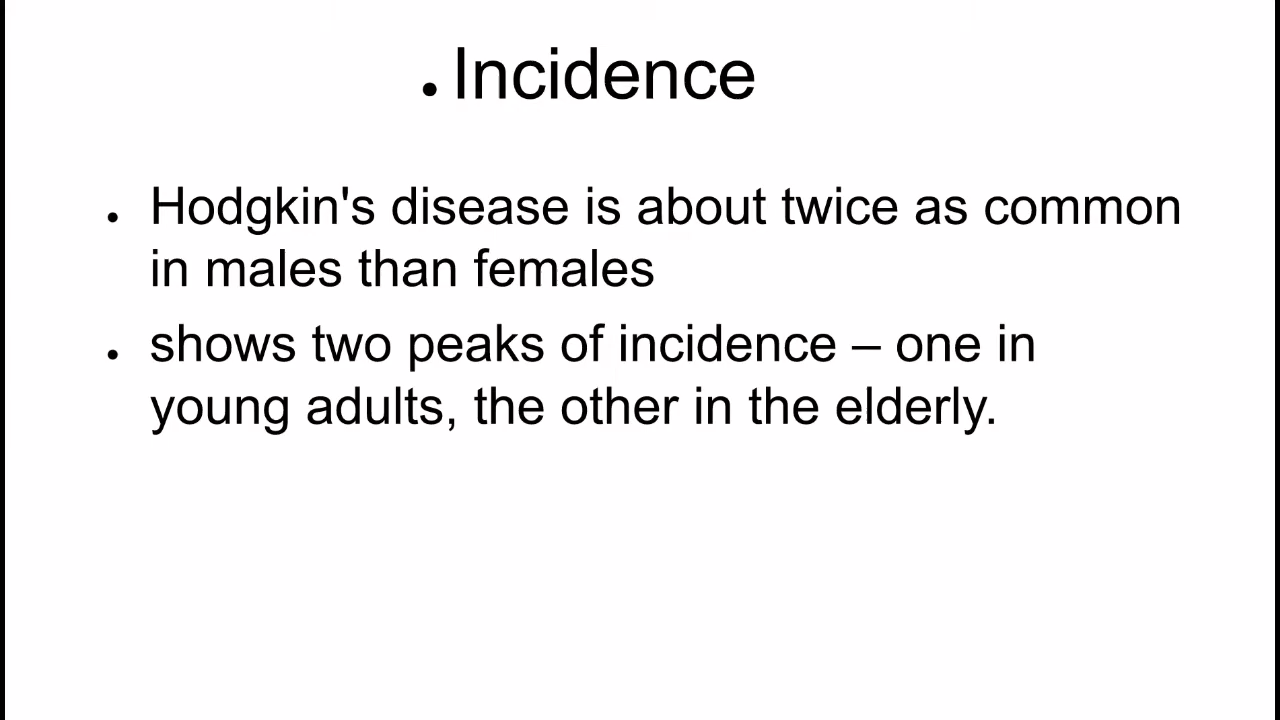 • Incidence
• Hodgkin's disease is about twice as common
in males than females
• shows two peaks of incidence – one in
young adults, the other in the elderly.